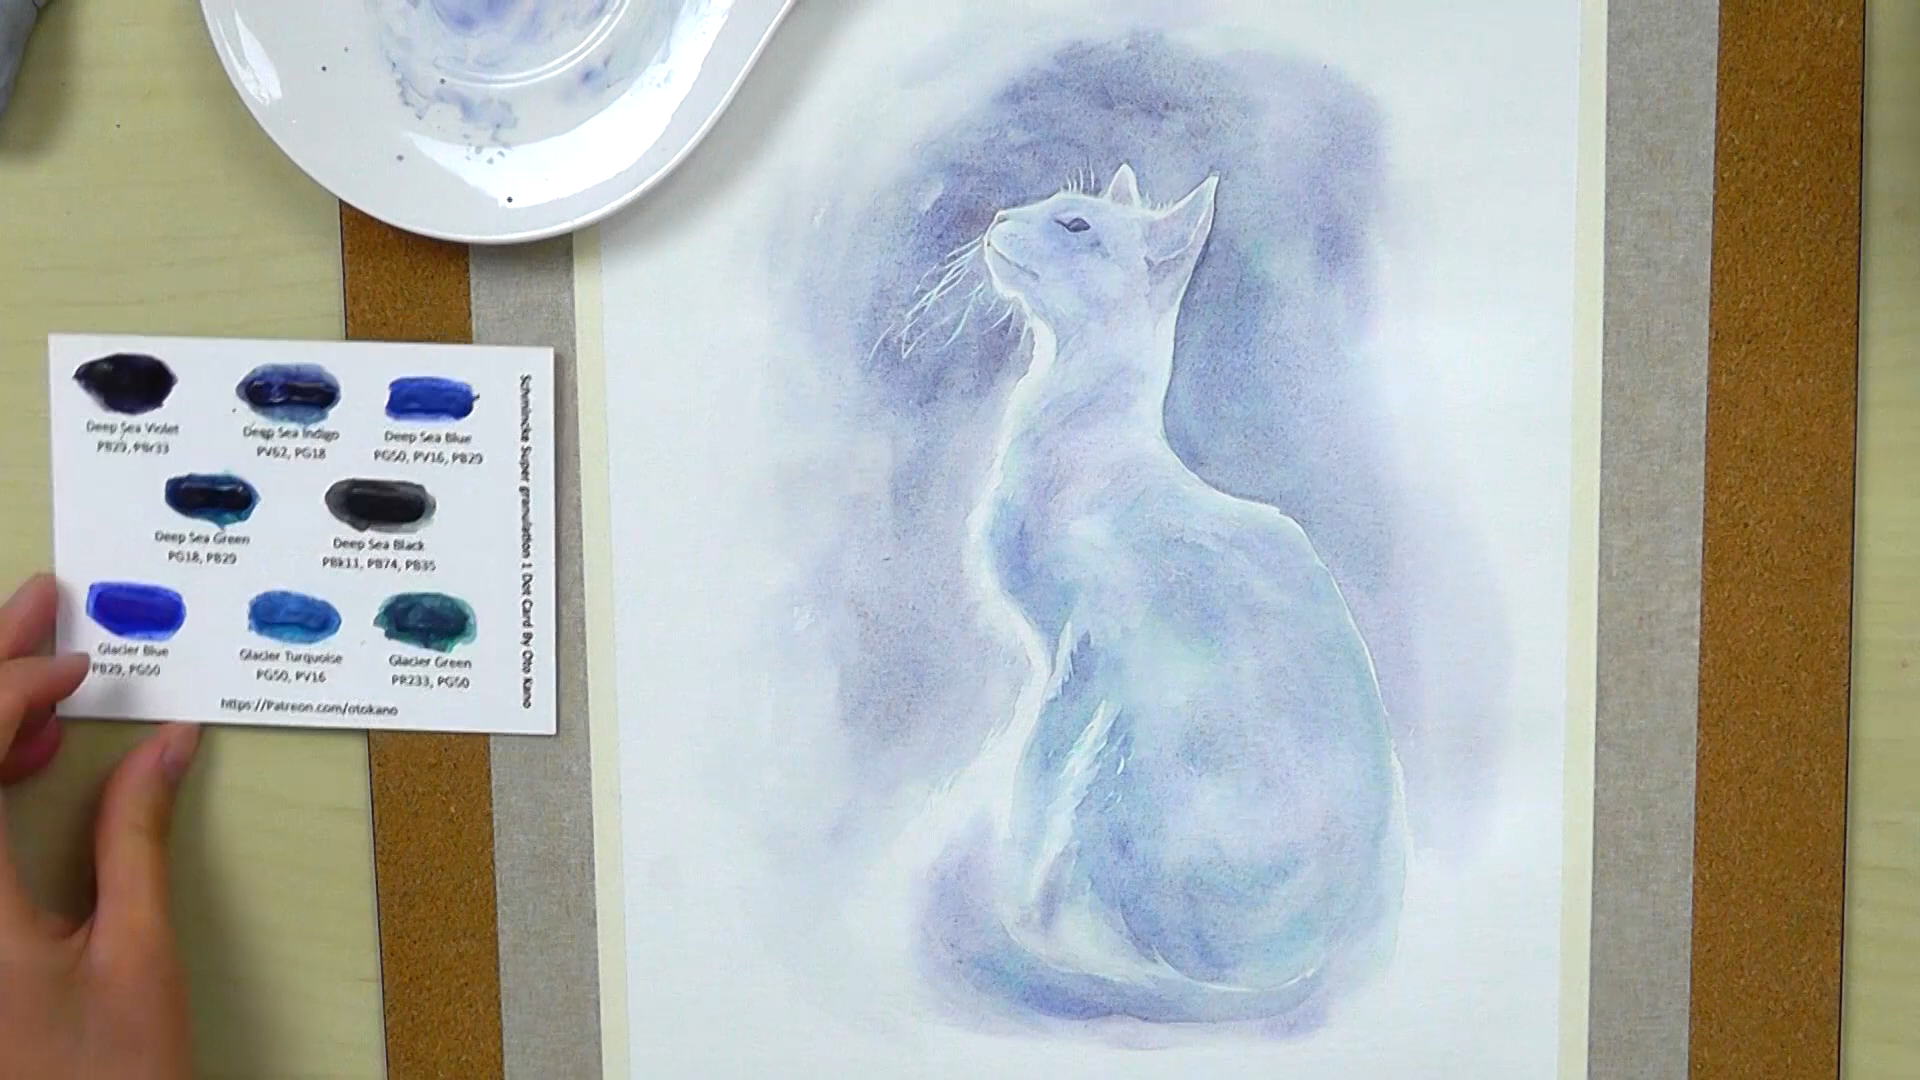 Deep Sea Violet
PB29, PBr33
Deep Sea Indigo
PV62, PG18
Deep Sea Blue
PG50, PV16, PB29
Deep Sea Green
PG18, PB29
Deep Sea Black
PBk11, PB74, PB35
Glacier Blue
PB29, PG50
Glacier Turquoise
PG50, PV16
Glacier Green
PR233, PG50
https://Patreon.com/otokano
Schmincke Super granulation 1 Dot Card By Oto Kano